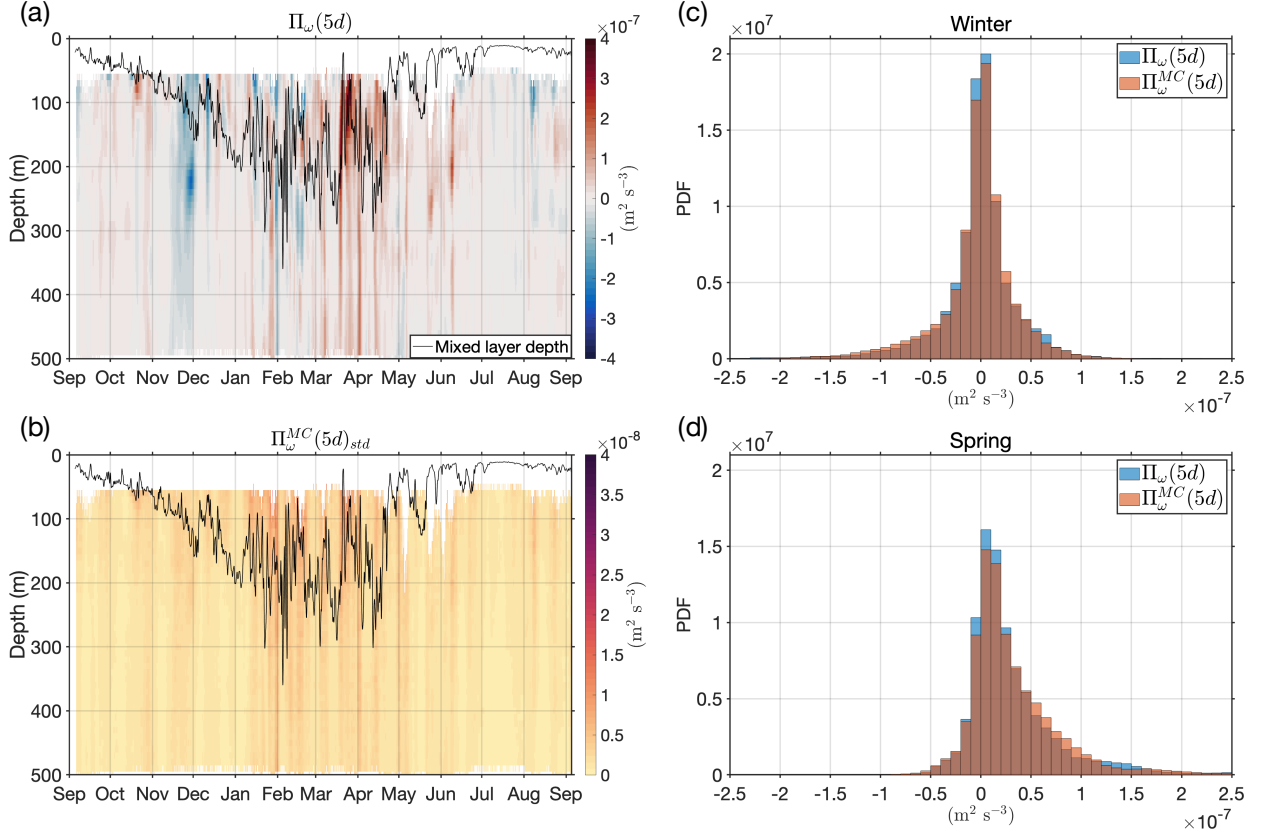 (a)
Π_ω(5d)
×10⁻⁷
0
100
200
300
400
500
Depth (m)
Sep Oct Nov Dec Jan Feb Mar Apr May Jun Jul Aug Sep
Mixed layer depth
4
3
2
1
0
-1
-2
-3
-4
(m² s⁻³)
(b)
Π_ω^{MC}(5d)_{std}
×10⁻⁸
0
100
200
300
400
500
Depth (m)
Sep Oct Nov Dec Jan Feb Mar Apr May Jun Jul Aug Sep
4
3.5
3
2.5
2
1.5
1
0.5
0
(m² s⁻³)
(c)
Winter
×10⁷
2
1.5
1
0.5
0
PDF
Π_ω(5d)
Π_ω^{MC}(5d)
-2.5 -2 -1.5 -1 -0.5 0 0.5 1 1.5 2 2.5
(m² s⁻³)
×10⁻⁷
(d)
Spring
×10⁷
2
1.5
1
0.5
0
PDF
Π_ω(5d)
Π_ω^{MC}(5d)
-2.5 -2 -1.5 -1 -0.5 0 0.5 1 1.5 2 2.5
(m² s⁻³)
×10⁻⁷